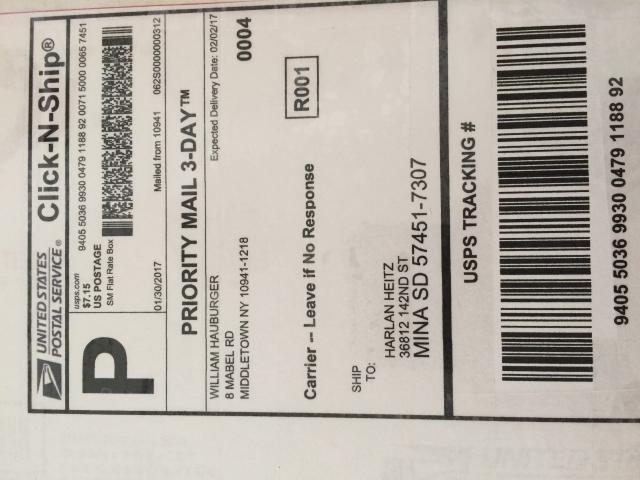 UNITED STATES
POSTAL SERVICE®
Click-N-Ship®
P
usps.com
$7.15
US POSTAGE
SM Flat Rate Box
9405 5036 9930 0479 1188 92 0071 5000 0065 7451
01/30/2017
Mailed from 10941
062S0000000312
PRIORITY MAIL 3-DAY™
WILLIAM HAUBURGER
8 MABEL RD
MIDDLETOWN NY 10941-1218
Expected Delivery Date: 02/02/17
0004
R001
Carrier -- Leave if No Response
SHIP
TO:
HARLAN HEITZ
36812 142ND ST
MINA SD 57451-7307
USPS TRACKING #
9405 5036 9930 0479 1188 92